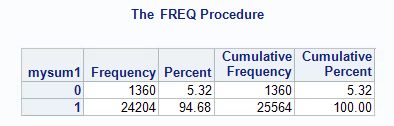 The FREQ Procedure
Cumulative Cumulative
mysum1 Frequency Percent Frequency Percent
0 1360 5.32 1360 5.32
1 24204 94.68 25564 100.00